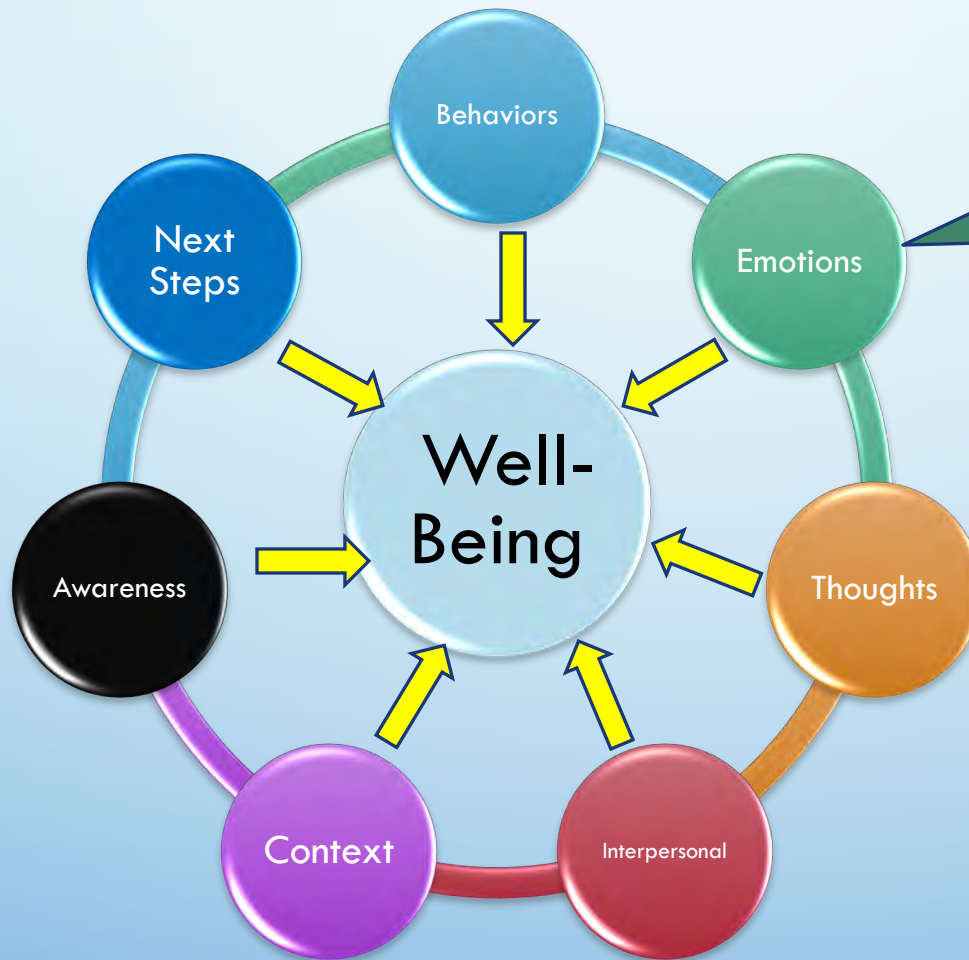 Behaviors
Next
Steps
Emotions
Well-
Being
Awareness
Thoughts
Context
Interpersonal